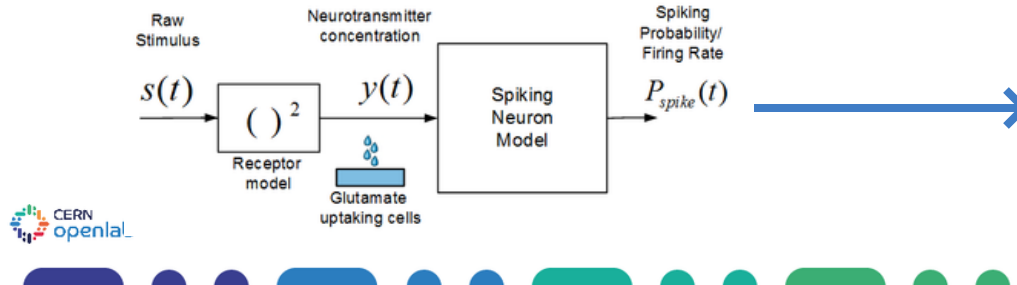 Raw
Stimulus
Neurotransmitter
concentration
Spiking
Probability/
Firing Rate
s(t)
( )²
y(t)
Spiking
Neuron
Model
P_spike(t)
Receptor
model
Glutamate
uptaking cells
CERN
openlal_